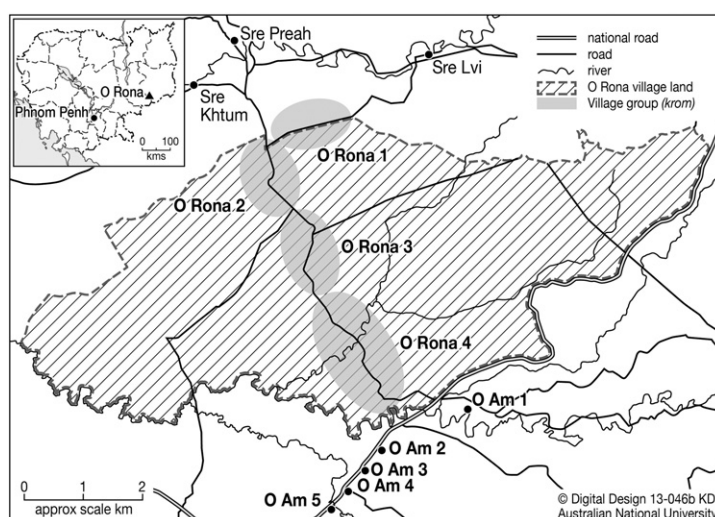 O Rona
Phnom Penh
0 100
kms
Sre Preah
Sre Lvi
Sre
Khtum
national road
road
river
O Rona village land
Village group (krom)
O Rona 1
O Rona 2
O Rona 3
O Rona 4
O Am 1
O Am 2
O Am 3
O Am 4
O Am 5
0 1 2
approx scale km
© Digital Design 13-046b KD
Australian National University